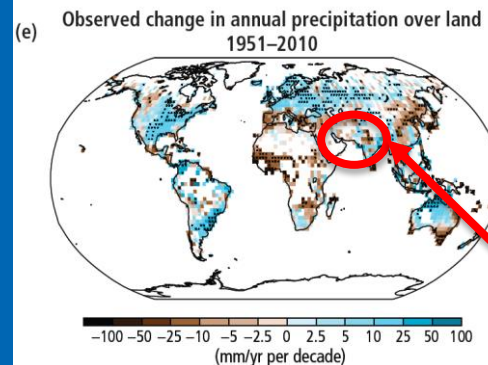 (e)
Observed change in annual precipitation over land
1951–2010
−100 −50 −25 −10 −5 −2.5 0 2.5 5 10 25 50 100
(mm/yr per decade)